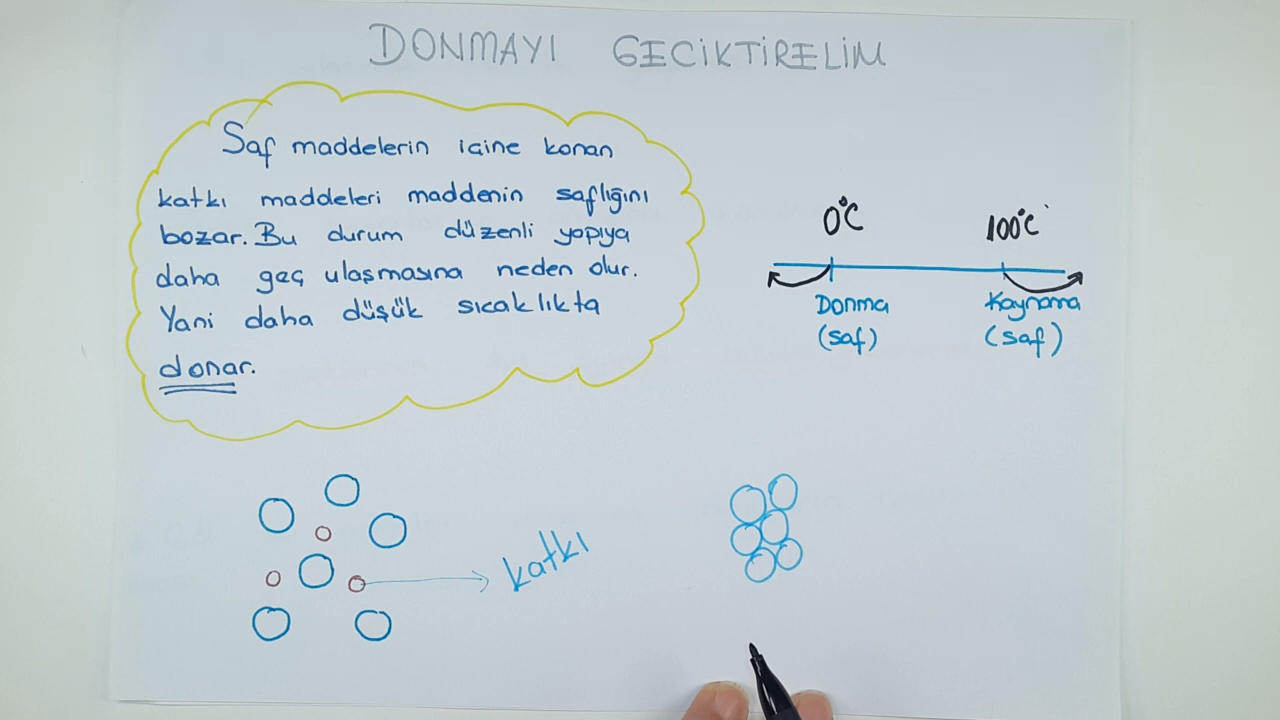 DONMAYI GECİKTİRELİM
Saf maddelerin içine konan
katkı maddeleri maddenin saflığını
bozar. Bu durum düzenli yapıya
daha geç ulaşmasına neden olur.
Yani daha düşük sıcaklıkta
donar.
0°C 100°C
Donma Kaynama
(saf) (saf)
katkı